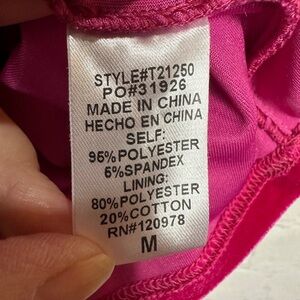 STYLE#T21250
PO#31926
MADE IN CHINA
HECHO EN CHINA
SELF:
95%POLYESTER
5%SPANDEX
LINING:
80%POLYESTER
20%COTTON
RN#120978
M